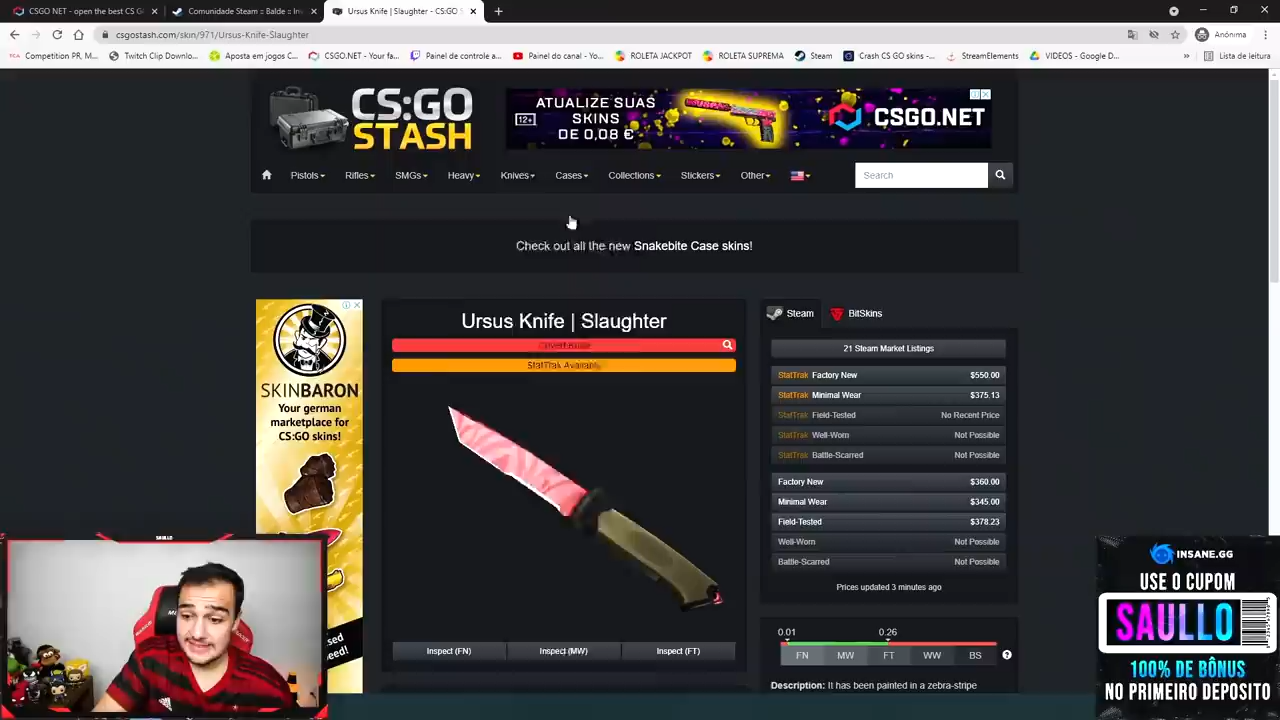 CSGO NET - open the best CS G
Comunidade Steam :: Balde = In
Ursus Knife | Slaughter - CS:GO S
csgostash.com/skin/971/Ursus-Knife-Slaughter
Anónima
Competition PR, M...
Twitch Clip Downlo...
Aposta em jogos C...
CSGO.NET - Your fa...
Painel de controle a...
Painel do canal - Yo...
ROLETA JACKPOT
ROLETA SUPREMA
Steam
Crash CS GO skins -...
StreamElements
VIDEOS - Google D...
»
Lista de leitura
CS:GO
STASH
ATUALIZE SUAS
SKINS
DE 0,08 €
12+
CSGO.NET
Pistols
Rifles
SMGs
Heavy
Knives
Cases
Collections
Stickers
Other
Search
Check out all the new Snakebite Case skins!
SKINBARON
Your german
marketplace for
CS:GO skins!
Ursus Knife | Slaughter
Covert Knife
StatTrak Available
Inspect (FN)
Inspect (MW)
Inspect (FT)
Steam
BitSkins
21 Steam Market Listings
StatTrak Factory New $550.00
StatTrak Minimal Wear $375.13
StatTrak Field-Tested No Recent Price
StatTrak Well-Worn Not Possible
StatTrak Battle-Scarred Not Possible
Factory New $360.00
Minimal Wear $345.00
Field-Tested $378.23
Well-Worn Not Possible
Battle-Scarred Not Possible
Prices updated 3 minutes ago
0.01 0.26
FN MW FT WW BS
Description: It has been painted in a zebra-stripe
SAULLO
INSANE.GG
USE O CUPOM
SAULLO
100% DE BÔNUS
NO PRIMEIRO DEPOSITO